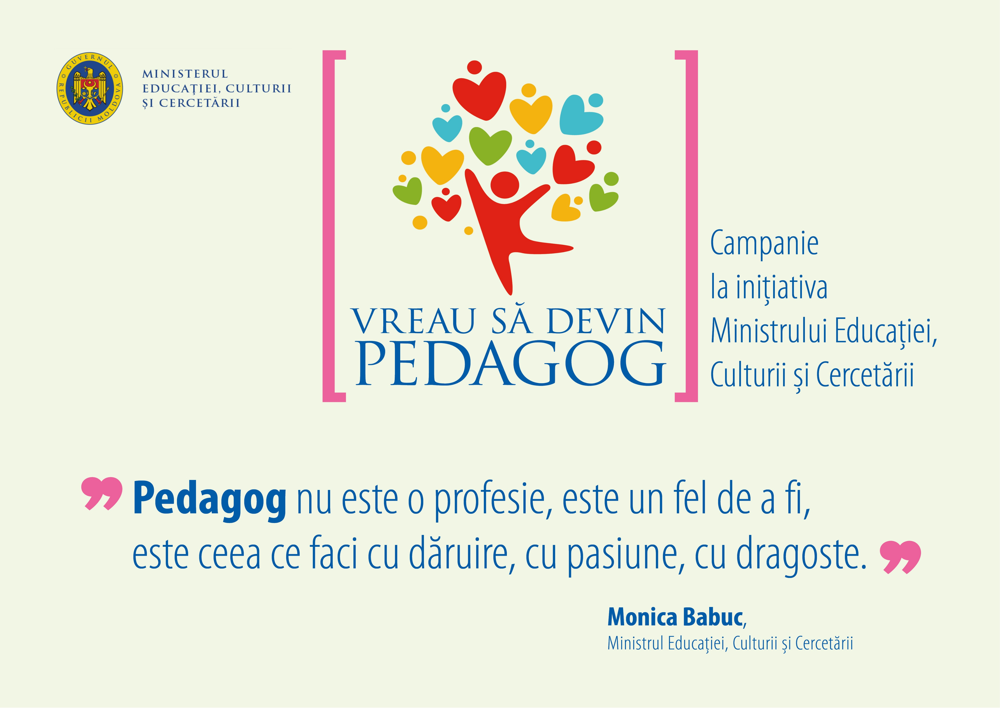 GUVERNUL
REPUBLICII MOLDOVA
MINISTERUL
EDUCAŢIEI, CULTURII
ȘI CERCETĂRII
VREAU SĂ DEVIN
PEDAGOG
Campanie
la inițiativa
Ministrului Educației,
Culturii și Cercetării
” Pedagog nu este o profesie, este un fel de a fi,
este ceea ce faci cu dăruire, cu pasiune, cu dragoste. ”
Monica Babuc,
Ministrul Educației, Culturii și Cercetării